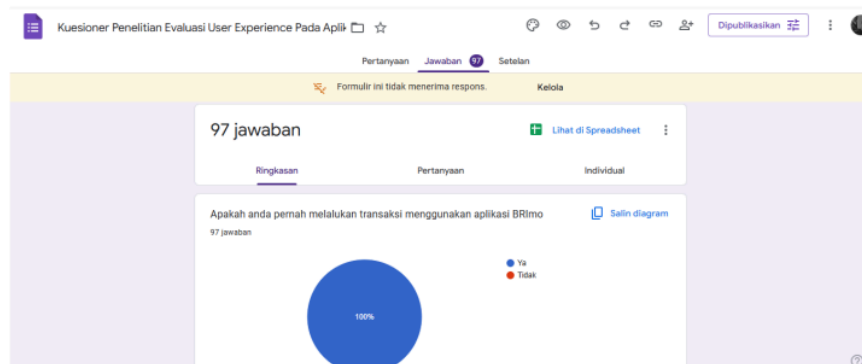 Kuesioner Penelitian Evaluasi User Experience Pada Aplik
Dipublikasikan
Pertanyaan Jawaban 97 Setelan
Formulir ini tidak menerima respons. Kelola
97 jawaban
Lihat di Spreadsheet
Ringkasan Pertanyaan Individual
Apakah anda pernah melalukan transaksi menggunakan aplikasi BRImo
Salin diagram
97 jawaban
Ya
Tidak
100%